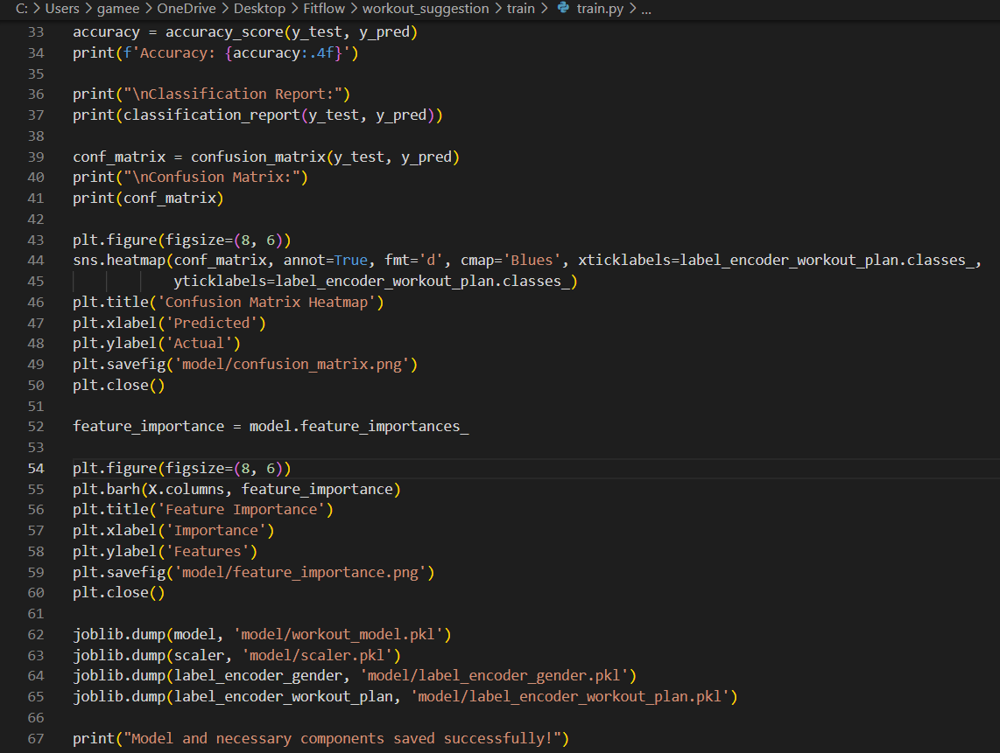 C: > Users > gamee > OneDrive > Desktop > Fitflow > workout_suggestion > train > train.py > ...
33 accuracy = accuracy_score(y_test, y_pred)
34 print(f'Accuracy: {accuracy:.4f}')
35
36 print("\nClassification Report:")
37 print(classification_report(y_test, y_pred))
38
39 conf_matrix = confusion_matrix(y_test, y_pred)
40 print("\nConfusion Matrix:")
41 print(conf_matrix)
42
43 plt.figure(figsize=(8, 6))
44 sns.heatmap(conf_matrix, annot=True, fmt='d', cmap='Blues', xticklabels=label_encoder_workout_plan.classes_,
45             yticklabels=label_encoder_workout_plan.classes_)
46 plt.title('Confusion Matrix Heatmap')
47 plt.xlabel('Predicted')
48 plt.ylabel('Actual')
49 plt.savefig('model/confusion_matrix.png')
50 plt.close()
51
52 feature_importance = model.feature_importances_
53
54 plt.figure(figsize=(8, 6))
55 plt.barh(X.columns, feature_importance)
56 plt.title('Feature Importance')
57 plt.xlabel('Importance')
58 plt.ylabel('Features')
59 plt.savefig('model/feature_importance.png')
60 plt.close()
61
62 joblib.dump(model, 'model/workout_model.pkl')
63 joblib.dump(scaler, 'model/scaler.pkl')
64 joblib.dump(label_encoder_gender, 'model/label_encoder_gender.pkl')
65 joblib.dump(label_encoder_workout_plan, 'model/label_encoder_workout_plan.pkl')
66
67 print("Model and necessary components saved successfully!")